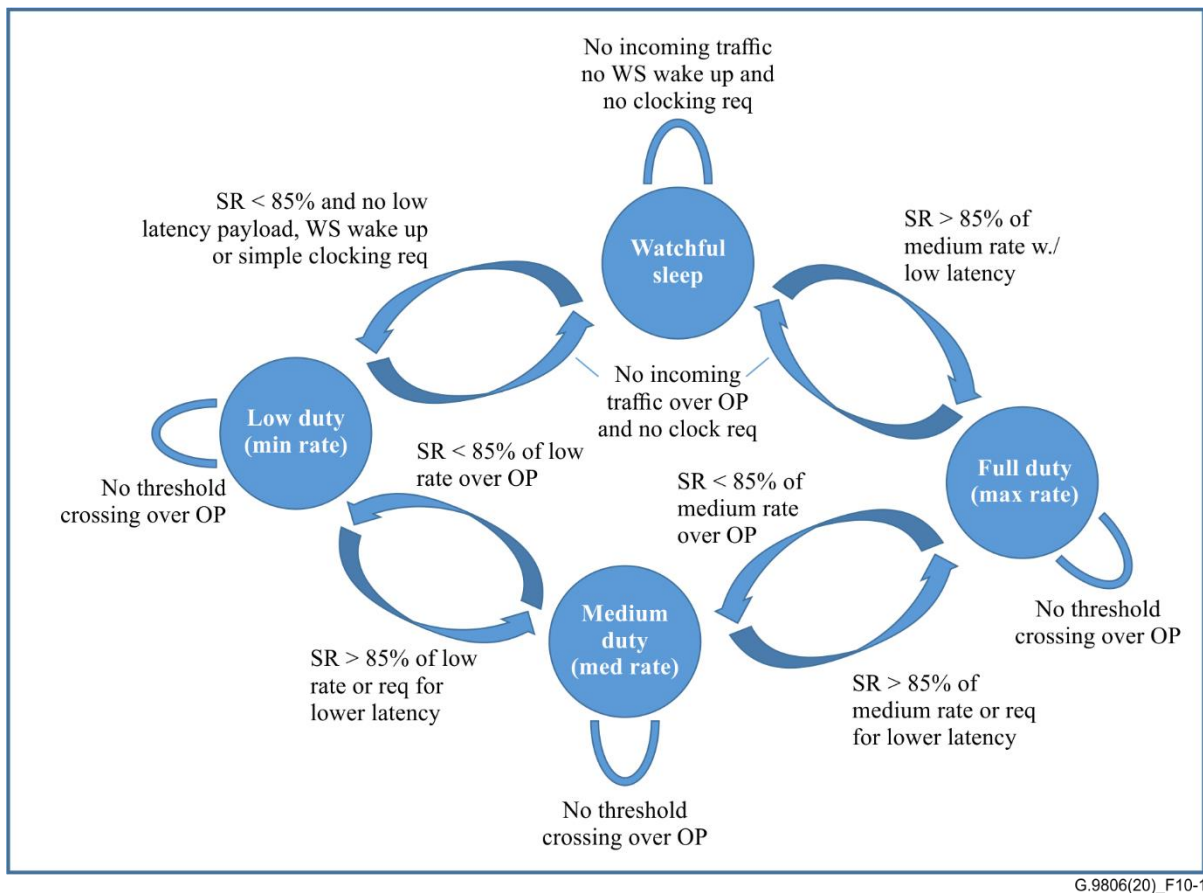 No incoming traffic
no WS wake up and
no clocking req
SR < 85% and no low
latency payload, WS wake up
or simple clocking req
Watchful
sleep
SR > 85% of
medium rate w./
low latency
No incoming
traffic over OP
and no clock req
Low duty
(min rate)
No threshold
crossing over OP
SR < 85% of low
rate over OP
SR < 85% of
medium rate
over OP
Full duty
(max rate)
No threshold
crossing over OP
Medium
duty
(med rate)
SR > 85% of low
rate or req for
lower latency
SR > 85% of
medium rate or req
for lower latency
No threshold
crossing over OP